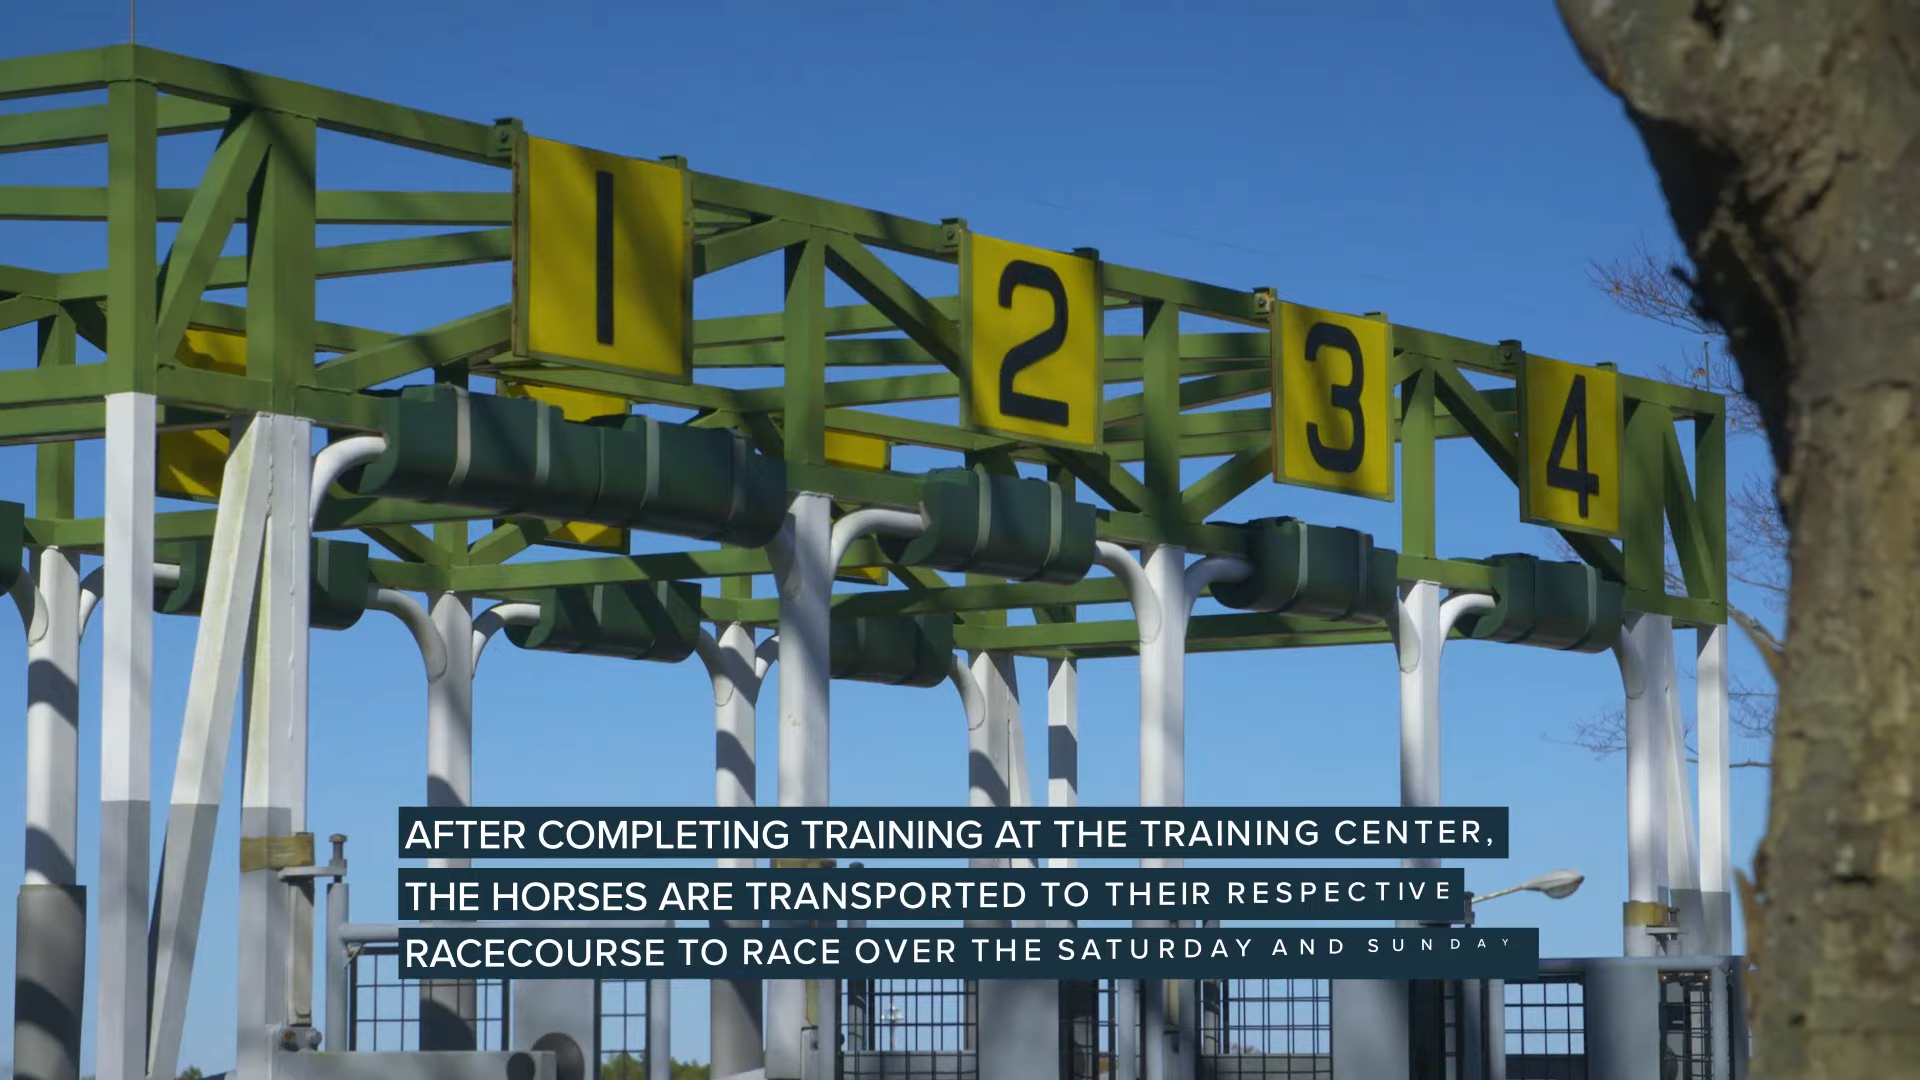 1
2
3
4
AFTER COMPLETING TRAINING AT THE TRAINING CENTER,
THE HORSES ARE TRANSPORTED TO THEIR RESPECTIVE
RACECOURSE TO RACE OVER THE SATURDAY AND SUNDAY